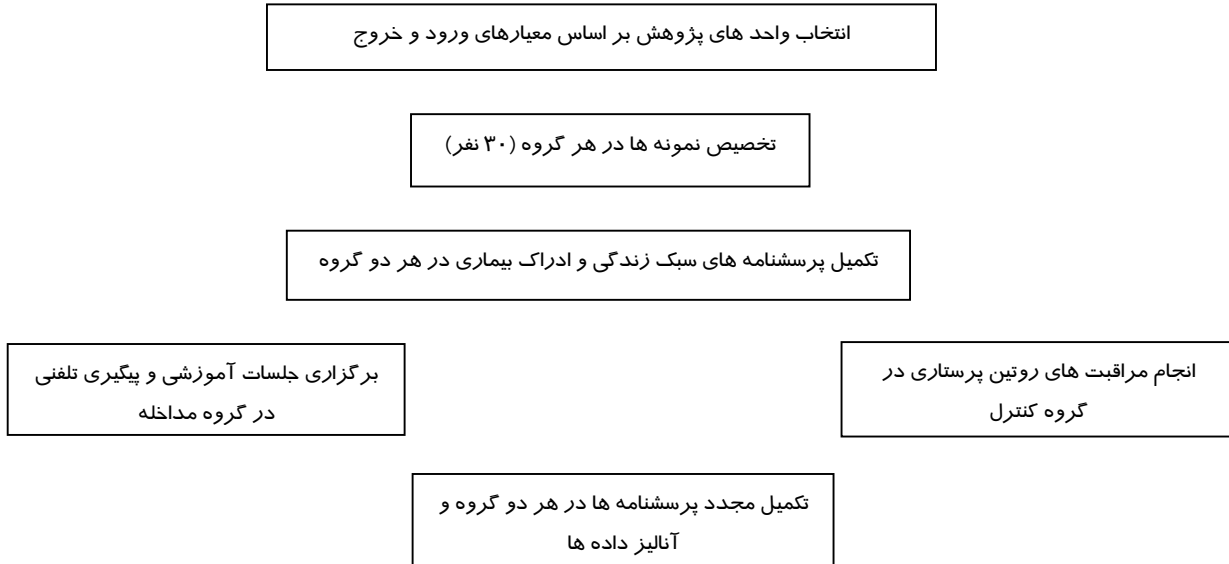 انتخاب واحد های پژوهش بر اساس معیارهای ورود و خروج
تخصیص نمونه ها در هر گروه (۳۰ نفر)
تکمیل پرسشنامه های سبک زندگی و ادراک بیماری در هر دو گروه
انجام مراقبت های روتین پرستاری در
گروه کنترل
برگزاری جلسات آموزشی و پیگیری تلفنی
در گروه مداخله
تکمیل مجدد پرسشنامه ها در هر دو گروه و
آنالیز داده ها